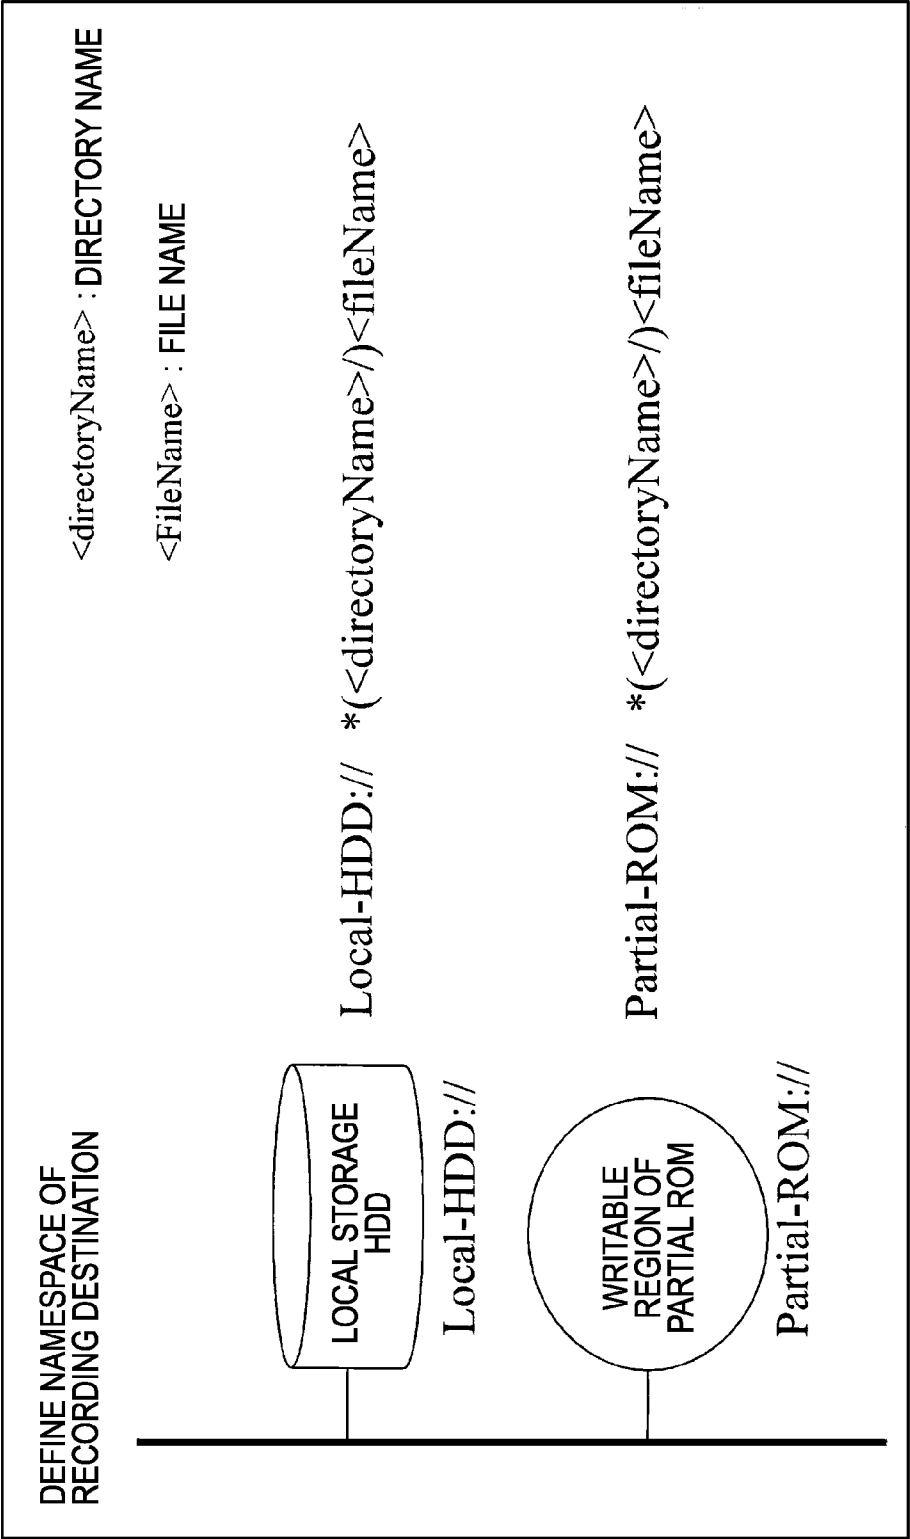 DEFINE NAMESPACE OF
RECORDING DESTINATION
<directoryName> : DIRECTORY NAME
<FileName> : FILE NAME
LOCAL STORAGE
HDD
Local-HDD://
Local-HDD:// *(<directoryName>/)<fileName>
WRITABLE
REGION OF
PARTIAL ROM
Partial-ROM://
Partial-ROM:// *(<directoryName>/)<fileName>